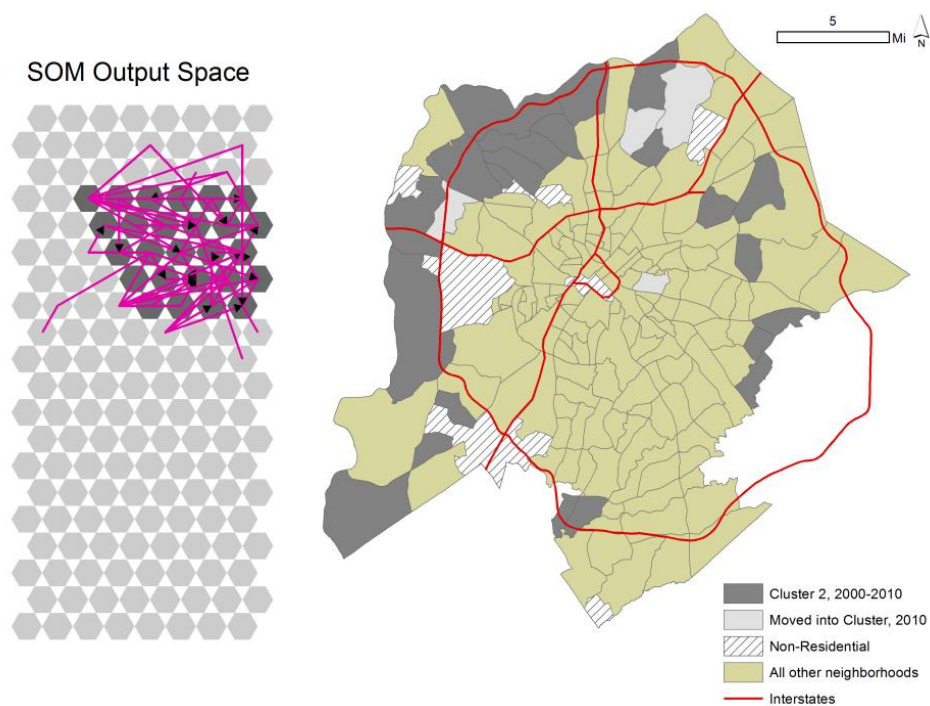 SOM Output Space
5
Mi
N
Cluster 2, 2000-2010
Moved into Cluster, 2010
Non-Residential
All other neighborhoods
Interstates